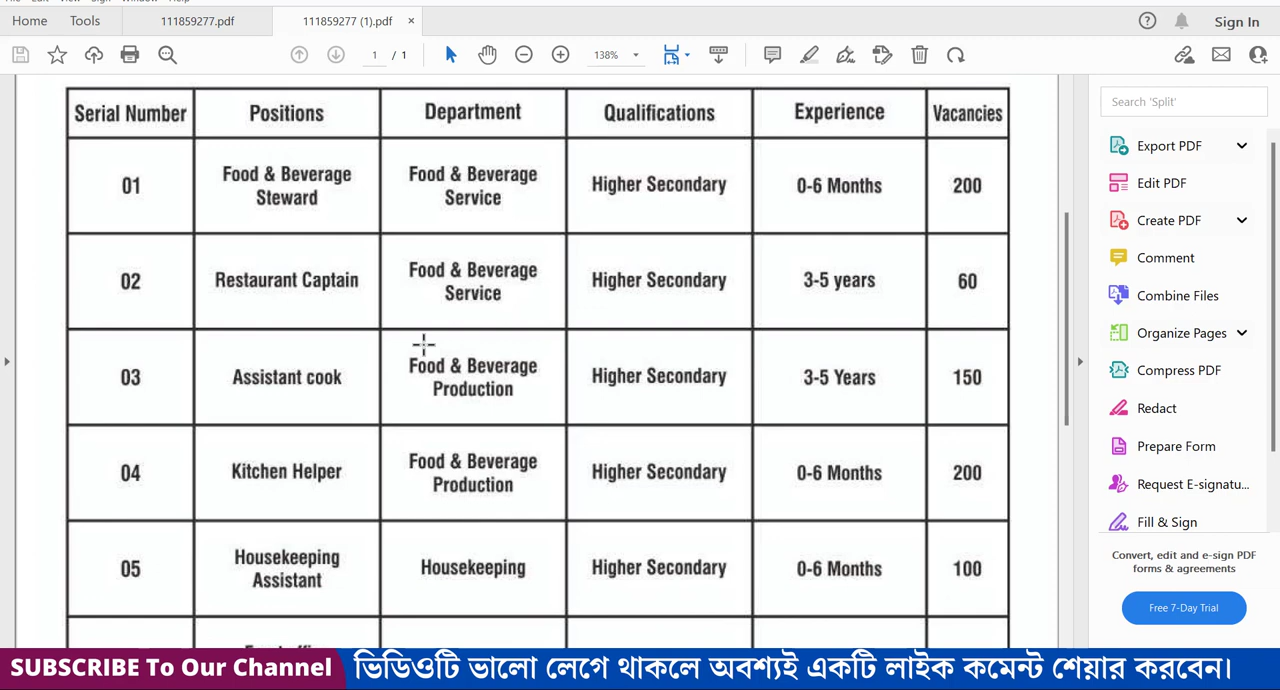 Home Tools 111859277.pdf 111859277 (1).pdf × Sign In
1 / 1 138%
Serial Number Positions Department Qualifications Experience Vacancies
01 Food & Beverage Steward Food & Beverage Service Higher Secondary 0-6 Months 200
02 Restaurant Captain Food & Beverage Service Higher Secondary 3-5 years 60
03 Assistant cook Food & Beverage Production Higher Secondary 3-5 Years 150
04 Kitchen Helper Food & Beverage Production Higher Secondary 0-6 Months 200
05 Housekeeping Assistant Housekeeping Higher Secondary 0-6 Months 100
Search 'Split'
Export PDF
Edit PDF
Create PDF
Comment
Combine Files
Organize Pages
Compress PDF
Redact
Prepare Form
Request E-signatu...
Fill & Sign
Convert, edit and e-sign PDF
forms & agreements
Free 7-Day Trial
SUBSCRIBE To Our Channel ভিডিওটি ভালো লেগে থাকলে অবশ্যই একটি লাইক কমেন্ট শেয়ার করবেন।